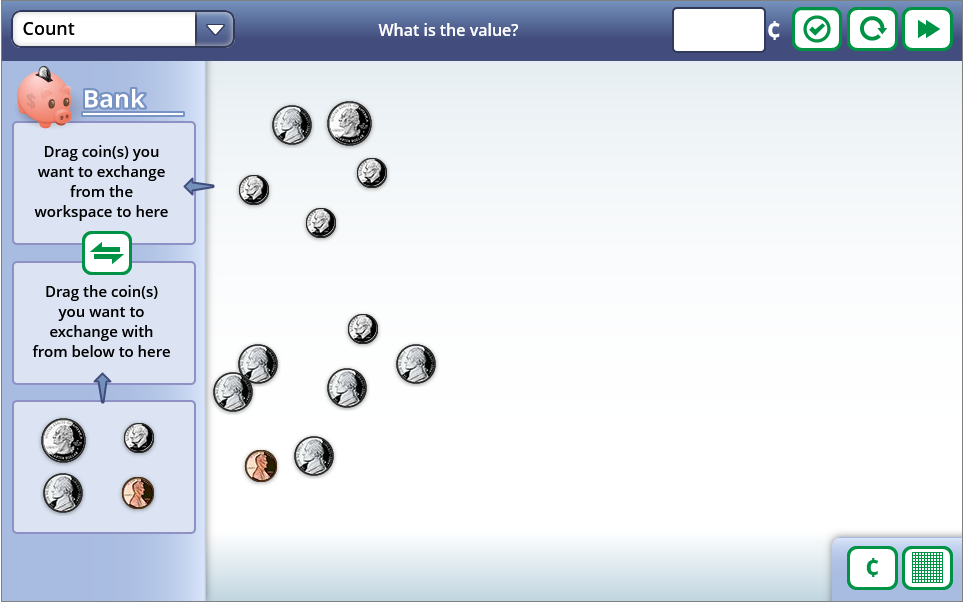 Count
What is the value?
¢
Bank
Drag coin(s) you
want to exchange
from the
workspace to here
Drag the coin(s)
you want to
exchange with
from below to here
¢